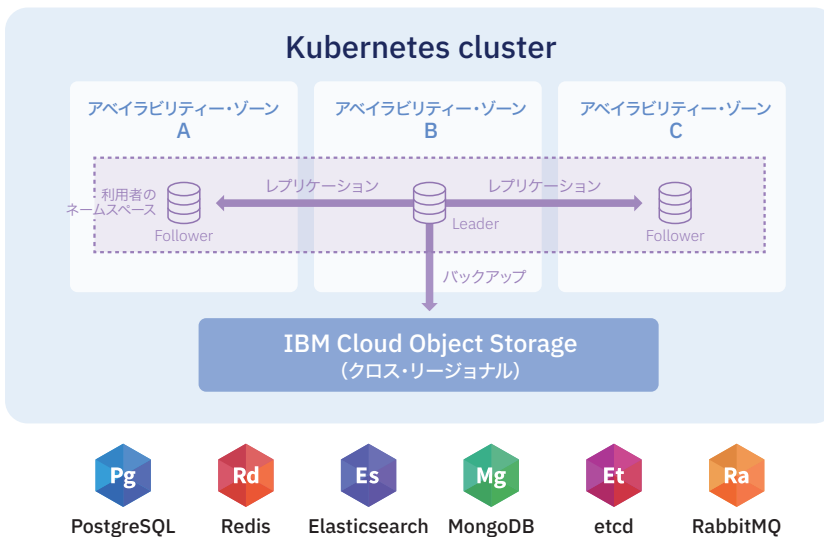 Kubernetes cluster
アベイラビリティー・ゾーン
A
アベイラビリティー・ゾーン
B
アベイラビリティー・ゾーン
C
利用者の
ネームスペース
レプリケーション
レプリケーション
Follower
Leader
Follower
バックアップ
IBM Cloud Object Storage
（クロス・リージョナル）
Pg
Rd
Es
Mg
Et
Ra
PostgreSQL
Redis
Elasticsearch
MongoDB
etcd
RabbitMQ